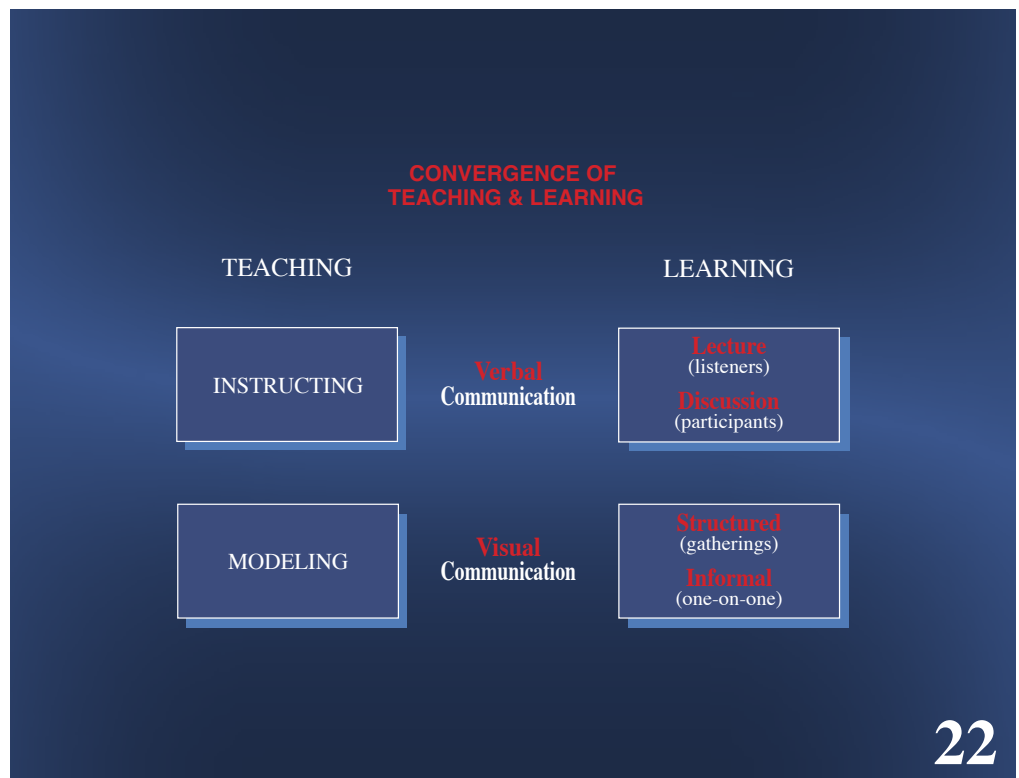 CONVERGENCE OF
TEACHING & LEARNING
TEACHING
LEARNING
INSTRUCTING
Verbal
Communication
Lecture
(listeners)
Discussion
(participants)
MODELING
Visual
Communication
Structured
(gatherings)
Informal
(one-on-one)
22